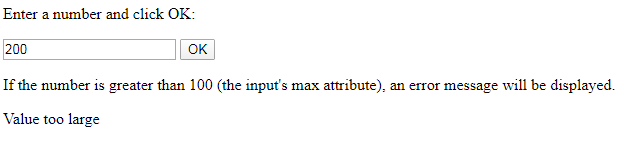 Enter a number and click OK:
200 OK
If the number is greater than 100 (the input's max attribute), an error message will be displayed.
Value too large